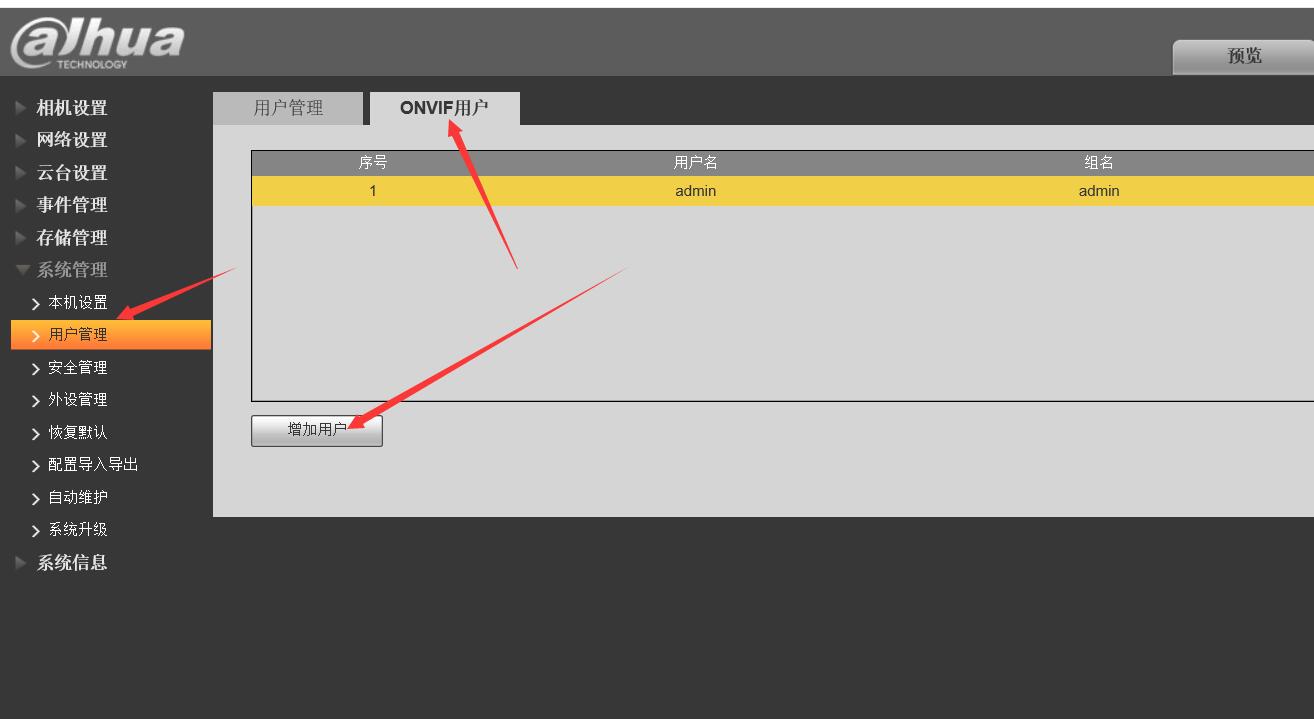 alhua
TECHNOLOGY
预览
相机设置
网络设置
云台设置
事件管理
存储管理
系统管理
本机设置
用户管理
安全管理
外设管理
恢复默认
配置导入导出
自动维护
系统升级
系统信息
用户管理
ONVIF用户
序号 用户名 组名
1 admin admin
增加用户